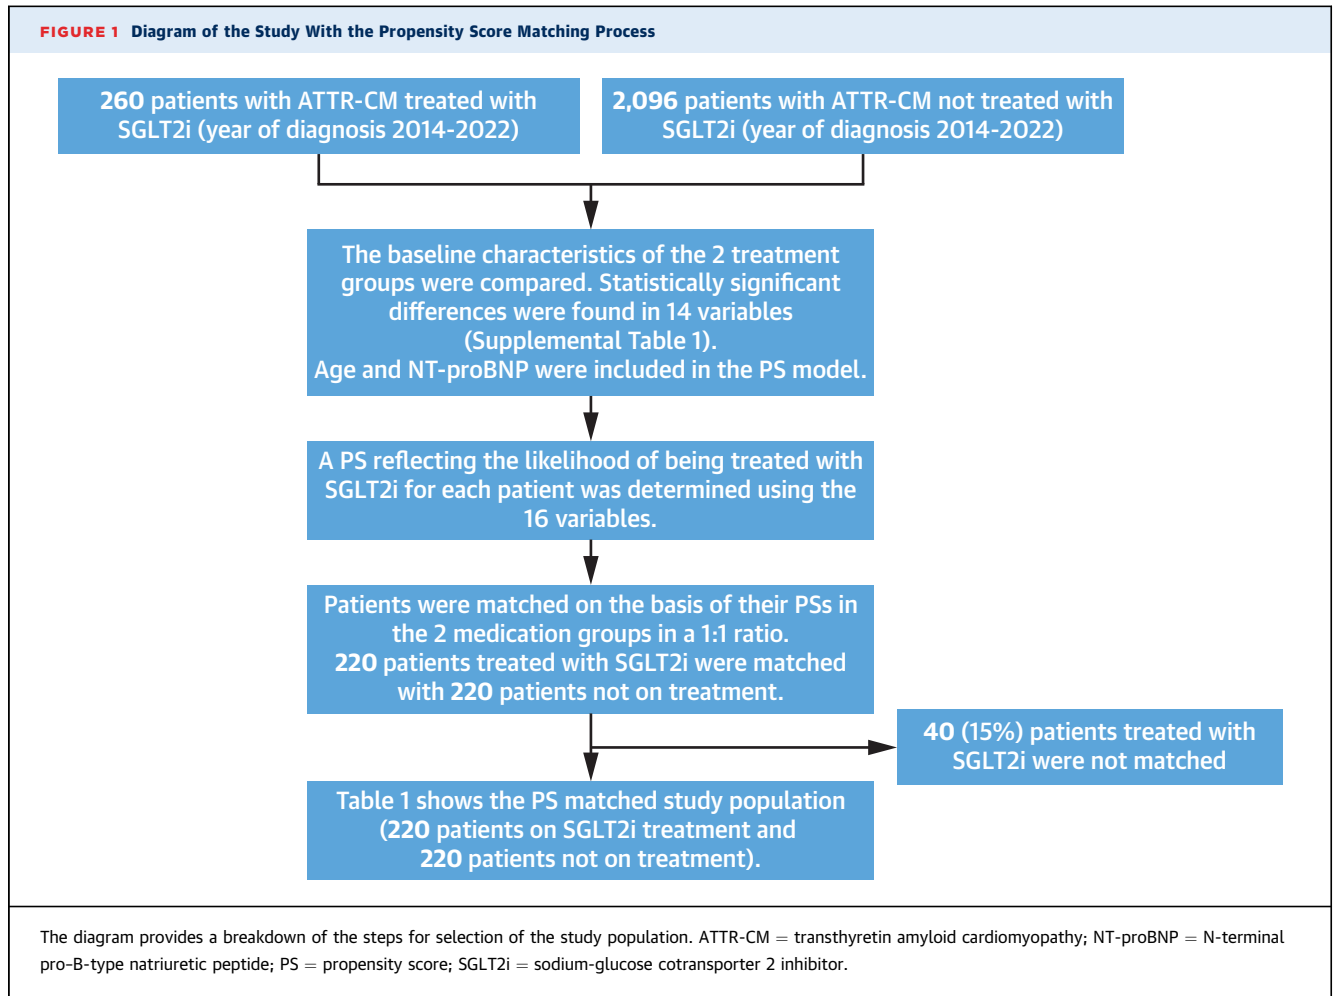 FIGURE 1 Diagram of the Study With the Propensity Score Matching Process
260 patients with ATTR-CM treated with
SGLT2i (year of diagnosis 2014-2022)
2,096 patients with ATTR-CM not treated with
SGLT2i (year of diagnosis 2014-2022)
The baseline characteristics of the 2 treatment
groups were compared. Statistically significant
differences were found in 14 variables
(Supplemental Table 1).
Age and NT-proBNP were included in the PS model.
A PS reflecting the likelihood of being treated with
SGLT2i for each patient was determined using the
16 variables.
Patients were matched on the basis of their PSs in
the 2 medication groups in a 1:1 ratio.
220 patients treated with SGLT2i were matched
with 220 patients not on treatment.
40 (15%) patients treated with
SGLT2i were not matched
Table 1 shows the PS matched study population
(220 patients on SGLT2i treatment and
220 patients not on treatment).
The diagram provides a breakdown of the steps for selection of the study population. ATTR-CM = transthyretin amyloid cardiomyopathy; NT-proBNP = N-terminal
pro–B-type natriuretic peptide; PS = propensity score; SGLT2i = sodium-glucose cotransporter 2 inhibitor.